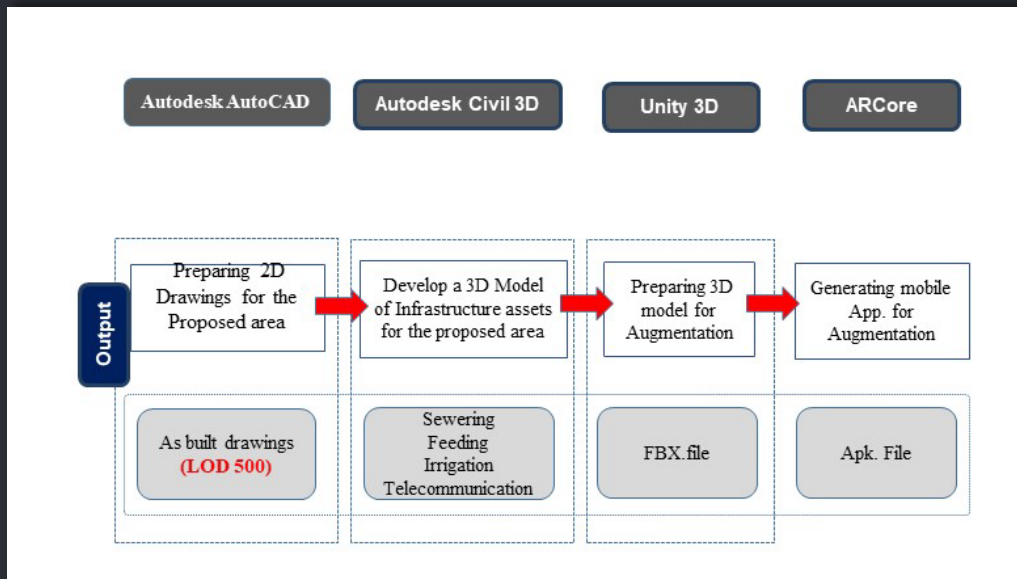 Autodesk AutoCAD
Autodesk Civil 3D
Unity 3D
ARCore
Output
Preparing 2D
Drawings for the
Proposed area
Develop a 3D Model
of Infrastructure assets
for the proposed area
Preparing 3D
model for
Augmentation
Generating mobile
App. for
Augmentation
As built drawings
(LOD 500)
Sewering
Feeding
Irrigation
Telecommunication
FBX.file
Apk. File